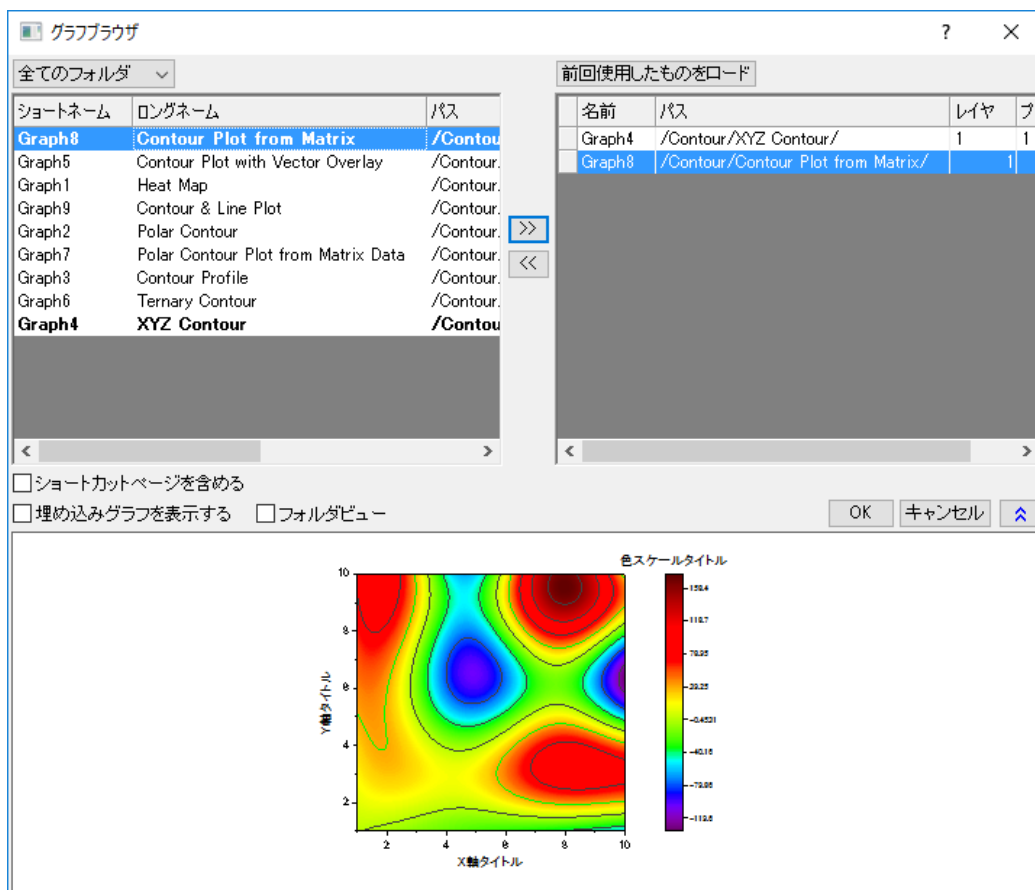 グラフブラウザ
? ×
全てのフォルダ
前回使用したものをロード
ショートネーム ロングネーム パス
Graph8 Contour Plot from Matrix /Contou
Graph5 Contour Plot with Vector Overlay /Contour.
Graph1 Heat Map /Contour.
Graph9 Contour & Line Plot /Contour.
Graph2 Polar Contour /Contour.
Graph7 Polar Contour Plot from Matrix Data /Contour.
Graph3 Contour Profile /Contour.
Graph6 Ternary Contour /Contour.
Graph4 XYZ Contour /Contou
>>
<<
名前 パス レイヤ プ
Graph4 /Contour/XYZ Contour/ 1 1
Graph8 /Contour/Contour Plot from Matrix/ 1
ショートカットページを含める
埋め込みグラフを表示する フォルダビュー
OK キャンセル
色スケールタイトル
159.4
119.7
79.95
39.25
-0.4531
-40.15
-79.95
-119.6
Y軸タイトル
10
8
6
4
2
2 4 6 8 10
X軸タイトル